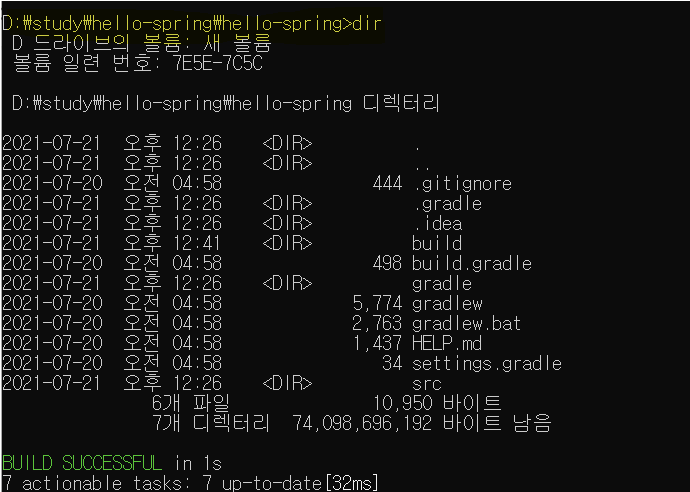 D:\study\hello-spring\hello-spring>dir
D 드라이브의 볼륨: 새 볼륨
볼륨 일련 번호: 7E5E-7C5C
D:\study\hello-spring\hello-spring 디렉터리
2021-07-21 오후 12:26 <DIR> .
2021-07-21 오후 12:26 <DIR> ..
2021-07-20 오전 04:58 444 .gitignore
2021-07-21 오후 12:26 <DIR> .gradle
2021-07-21 오후 12:26 <DIR> .idea
2021-07-21 오후 12:41 <DIR> build
2021-07-20 오전 04:58 498 build.gradle
2021-07-21 오후 12:26 <DIR> gradle
2021-07-20 오전 04:58 5,774 gradlew
2021-07-20 오전 04:58 2,763 gradlew.bat
2021-07-20 오전 04:58 1,437 HELP.md
2021-07-20 오전 04:58 34 settings.gradle
2021-07-21 오후 12:26 <DIR> src
6개 파일 10,950 바이트
7개 디렉터리 74,098,696,192 바이트 남음
BUILD SUCCESSFUL in 1s
7 actionable tasks: 7 up-to-date[32ms]